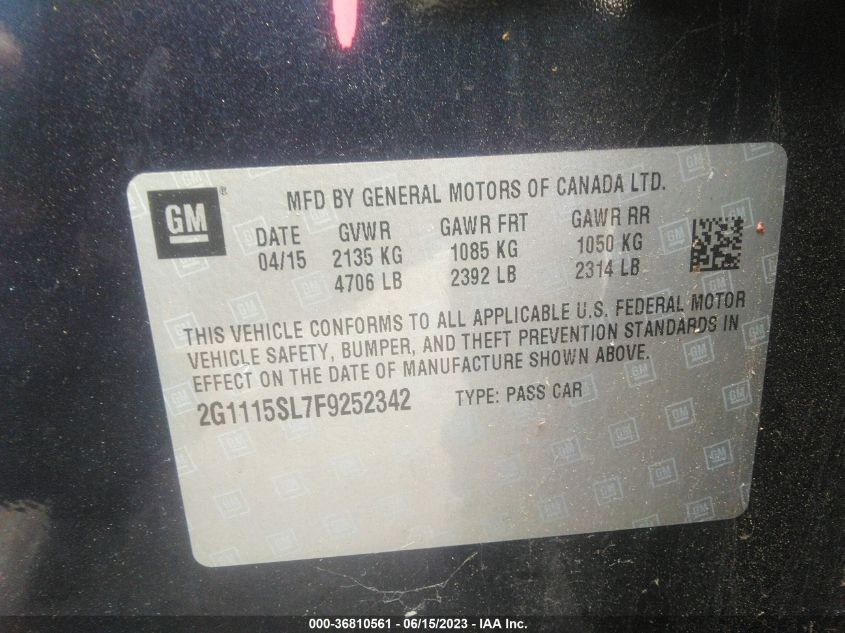 GM®
MFD BY GENERAL MOTORS OF CANADA LTD.
DATE GVWR GAWR FRT GAWR RR
04/15 2135 KG 1085 KG 1050 KG
4706 LB 2392 LB 2314 LB
THIS VEHICLE CONFORMS TO ALL APPLICABLE U.S. FEDERAL MOTOR
VEHICLE SAFETY, BUMPER, AND THEFT PREVENTION STANDARDS IN
EFFECT ON THE DATE OF MANUFACTURE SHOWN ABOVE.
2G1115SL7F9252342 TYPE: PASS CAR
000-36810561 - 06/15/2023 - IAA Inc.